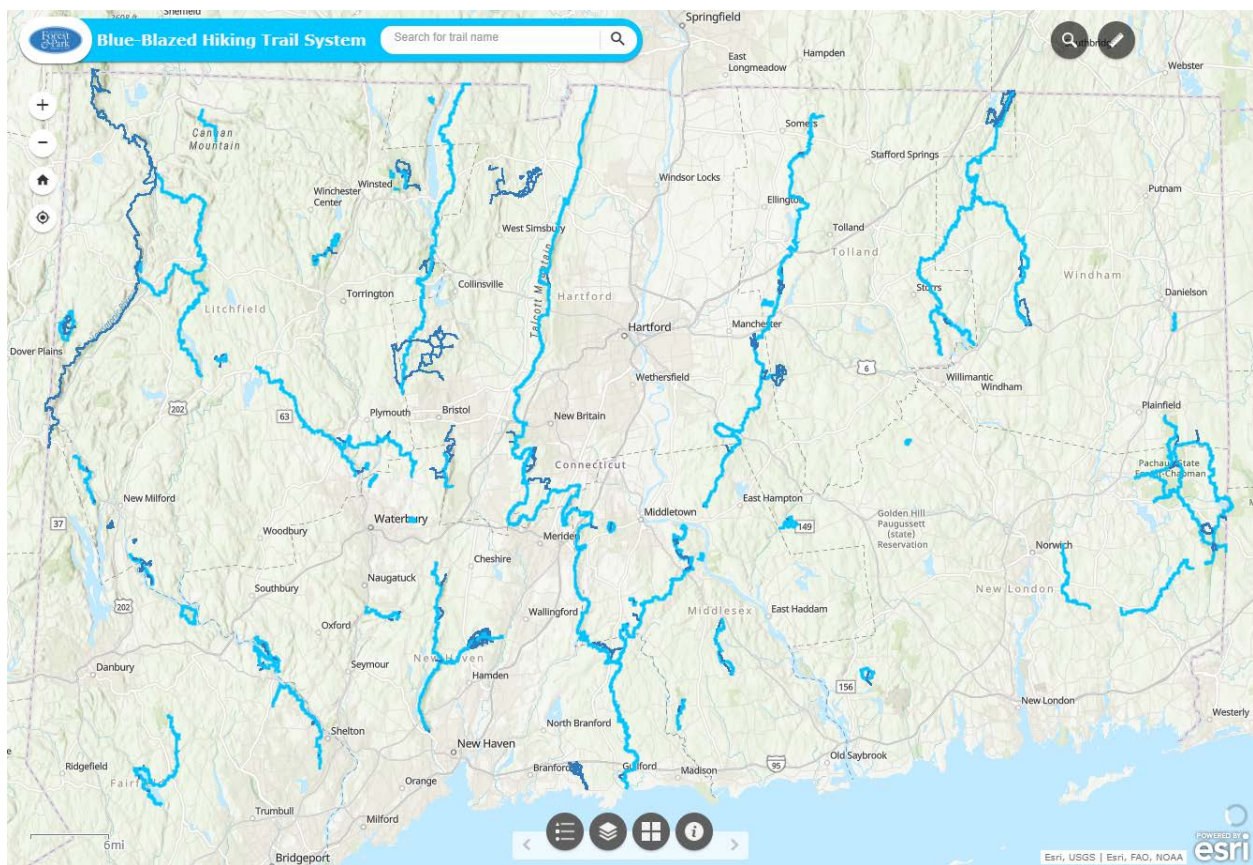 Sheffield
Springfield
Forest
& Park
Blue-Blazed Hiking Trail System
Search for trail name
East
Longmeadow
Hampden
Webster
Canaan
Mountain
Somers
Stafford Springs
Winsted
Winchester
Center
Windsor Locks
Putnam
Ellington
West Simsbury
Tolland
Tolland
Windham
Talcott Mountain
Storrs
Collinsville
Hartford
Torrington
Danielson
Litchfield
Manchester
Hartford
Dover Plains
6
Wethersfield
Willimantic
Windham
202
63
Plymouth
Bristol
New Britain
Plainfield
Connecticut
Pachaug State
Forest-Chapman
New Milford
East Hampton
37
Waterbury
Middletown
149
Golden Hill
Paugussett
(state)
Reservation
Woodbury
Meriden
Norwich
Cheshire
Southbury
Naugatuck
New London
202
Wallingford
Middlesex
East Haddam
Oxford
Seymour
New Haven
Danbury
Hamden
156
New London
North Branford
Westerly
Shelton
New Haven
Old Saybrook
Ridgefield
Branford
Guilford
Madison
95
Fairfield
Orange
Trumbull
Milford
6mi
Bridgeport
Esri, USGS | Esri, FAO, NOAA
POWERED BY
esri